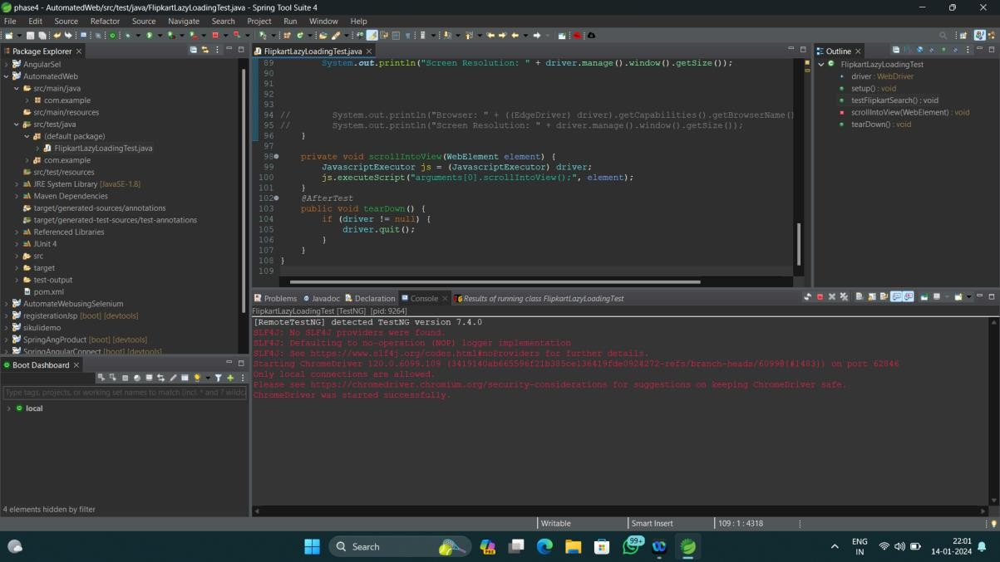 phase4 - AutomatedWeb/src/test/java/FlipkartLazyLoadingTest.java - Spring Tool Suite 4
File Edit Source Refactor Source Navigate Search Project Run Window Help
Package Explorer
AngularSel
AutomatedWeb
src/main/java
com.example
src/main/resources
src/test/java
(default package)
FlipkartLazyLoadingTest.java
com.example
src/test/resources
JRE System Library [JavaSE-1.8]
Maven Dependencies
target/generated-sources/annotations
target/generated-test-sources/test-annotations
Referenced Libraries
JUnit 4
src
target
test-output
pom.xml
AutomateWebusingSelenium
registerationJsp [boot] [devtools]
sikulidemo
SpringAngProduct [boot] [devtools]
SpringAngularConnect [boot] [devtools]
Boot Dashboard
Type tags, projects, or working set names to match (incl. * and ? wildca
local
4 elements hidden by filter
FlipkartLazyLoadingTest.java
89 System.out.println("Screen Resolution: " + driver.manage().window().getSize());
90
91
92
93
94 // System.out.println("Browser: " + ((EdgeDriver) driver).getCapabilities().getBrowserName()
95 // System.out.println("Screen Resolution: " + driver.manage().window().getSize());
96 }
97
98 private void scrollIntoView(WebElement element) {
99 JavascriptExecutor js = (JavascriptExecutor) driver;
100 js.executeScript("arguments[0].scrollIntoView();", element);
101 }
102 @AfterTest
103 public void tearDown() {
104 if (driver != null) {
105 driver.quit();
106 }
107 }
108 }
109
Outline
FlipkartLazyLoadingTest
driver : WebDriver
setup() : void
testFlipkartSearch() : void
scrollIntoView(WebElement) : void
tearDown() : void
Problems Javadoc Declaration Console Results of running class FlipkartLazyLoadingTest
FlipkartLazyLoadingTest [TestNG] [pid: 9264]
[RemoteTestNG] detected TestNG version 7.4.0
SLF4J: No SLF4J providers were found.
SLF4J: Defaulting to no-operation (NOP) logger implementation
SLF4J: See https://www.slf4j.org/codes.html#noProviders for further details.
Starting ChromeDriver 120.0.6099.109 (3419140ab665596f21b385ce136419fde0924272-refs/branch-heads/6099@{#1483}) on port 62846
Only local connections are allowed.
Please see https://chromedriver.chromium.org/security-considerations for suggestions on keeping ChromeDriver safe.
ChromeDriver was started successfully.
Writable Smart Insert 109 : 1 : 4318
Search
PRE
99+
ENG
IN
22:01
14-01-2024